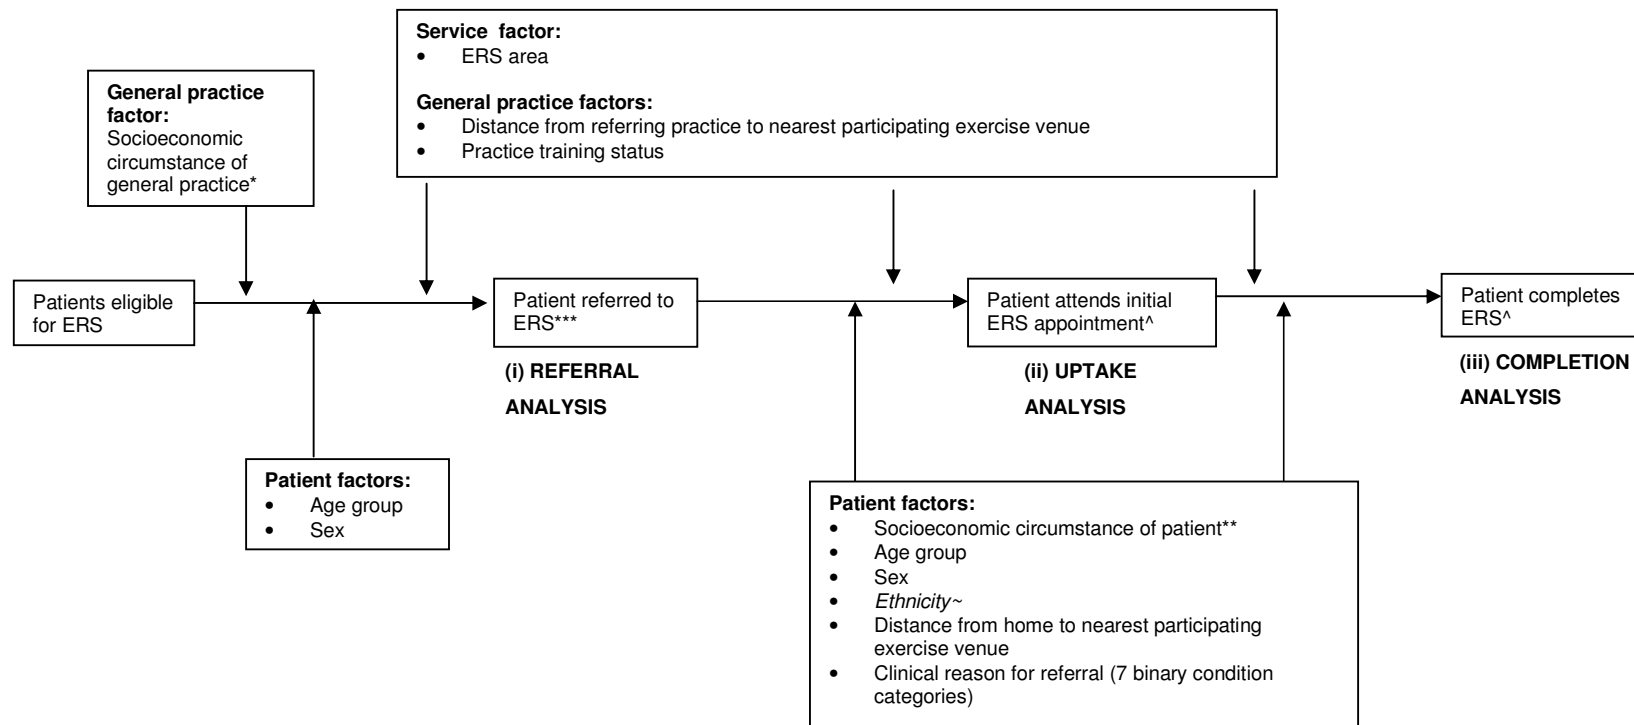 Service factor:
• ERS area
General practice factors:
• Distance from referring practice to nearest participating exercise venue
• Practice training status
General practice
factor:
Socioeconomic
circumstance of
general practice*
Patients eligible
for ERS
Patient referred to
ERS***
(i) REFERRAL
ANALYSIS
Patient attends initial
ERS appointment^
(ii) UPTAKE
ANALYSIS
Patient completes
ERS^
(iii) COMPLETION
ANALYSIS
Patient factors:
• Age group
• Sex
Patient factors:
• Socioeconomic circumstance of patient**
• Age group
• Sex
• Ethnicity~
• Distance from home to nearest participating
exercise venue
• Clinical reason for referral (7 binary condition
categories)